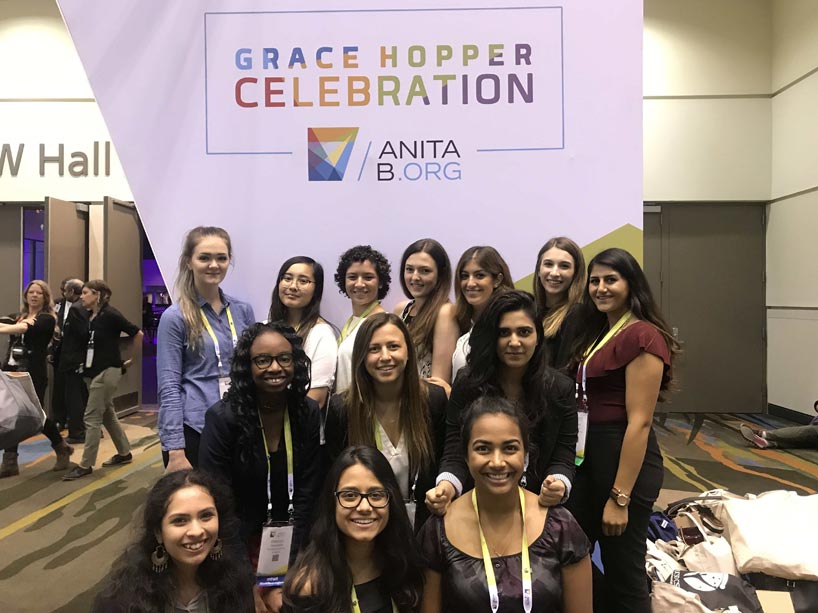 GRACE HOPPER
CELEBRATION
ANITA
B.ORG
W Hall